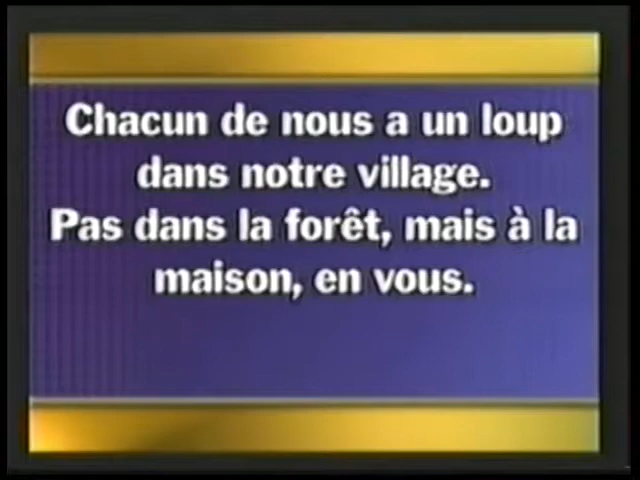 Chacun de nous a un loup
dans notre village.
Pas dans la forêt, mais à la
maison, en vous.